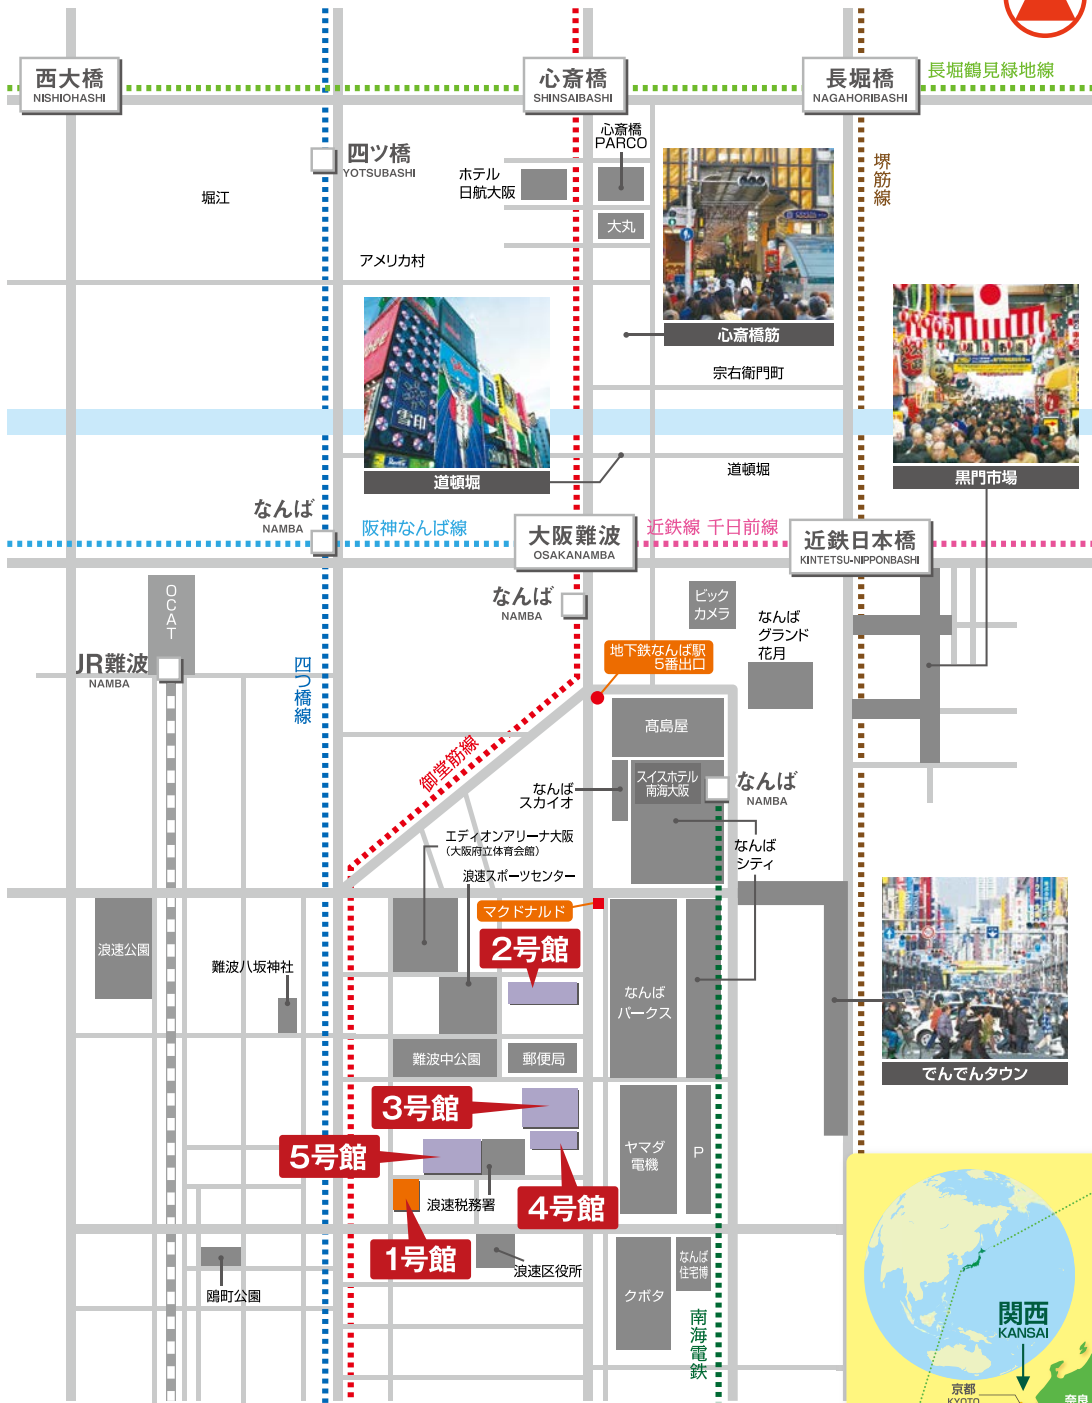 西大橋
NISHIOHASHI
心斎橋
SHINSAIBASHI
長堀橋
NAGAHORIBASHI
長堀鶴見緑地線
四ツ橋
YOTSUBASHI
心斎橋
PARCO
ホテル
日航大阪
大丸
堺筋線
堀江
アメリカ村
心斎橋筋
宗右衛門町
雪印
道頓堀
道頓堀
黒門市場
なんば
NAMBA
阪神なんば線
大阪難波
OSAKANAMBA
近鉄線 千日前線
近鉄日本橋
KINTETSU-NIPPONBASHI
OCAT
なんば
NAMBA
ビック
カメラ
なんば
グランド
花月
地下鉄なんば駅
5番出口
JR難波
NAMBA
四つ橋線
髙島屋
御堂筋線
なんば
スカイオ
スイスホテル
南海大阪
なんば
NAMBA
エディオンアリーナ大阪
(大阪府立体育会館)
なんば
シティ
浪速スポーツセンター
マクドナルド
浪速公園
2号館
難波八坂神社
なんば
パークス
難波中公園
郵便局
でんでんタウン
3号館
ヤマダ
電機
P
5号館
浪速税務署
4号館
1号館
浪速区役所
なんば
住宅博
クボタ
鴎町公園
南海電鉄
関西
KANSAI
京都
KYOTO
奈良